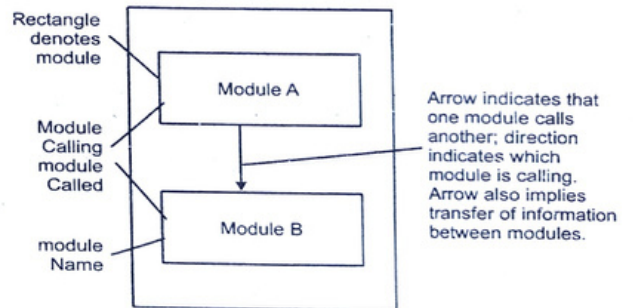 Rectangle
denotes
module
Module A
Module
Calling
module
Called
Module B
module
Name
Arrow indicates that
one module calls
another; direction
indicates which
module is calling.
Arrow also implies
transfer of information
between modules.